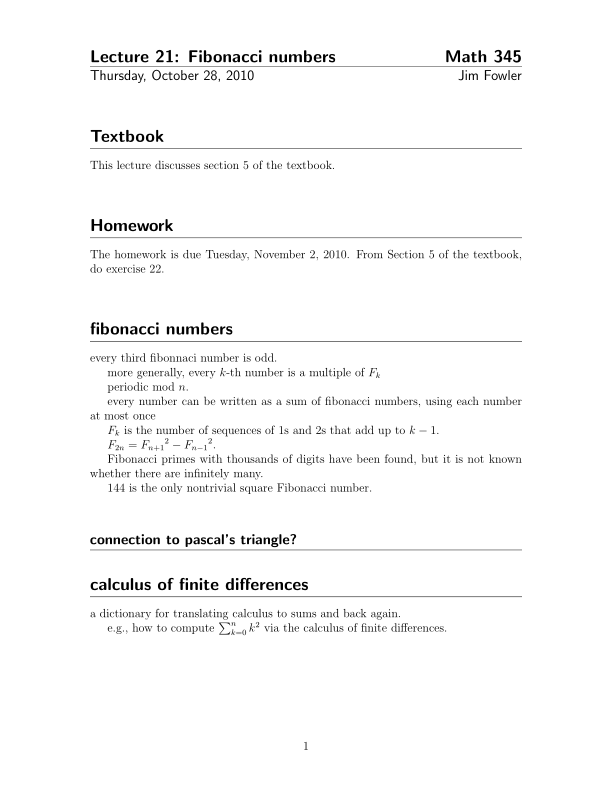 Lecture 21: Fibonacci numbers Math 345
Thursday, October 28, 2010 Jim Fowler
Textbook
This lecture discusses section 5 of the textbook.
Homework
The homework is due Tuesday, November 2, 2010. From Section 5 of the textbook,
do exercise 22.
fibonacci numbers
every third fibonnaci number is odd.
more generally, every k-th number is a multiple of F_k
periodic mod n.
every number can be written as a sum of fibonacci numbers, using each number
at most once
F_k is the number of sequences of 1s and 2s that add up to k − 1.
F_{2n} = F_{n+1}^2 − F_{n−1}^2.
Fibonacci primes with thousands of digits have been found, but it is not known
whether there are infinitely many.
144 is the only nontrivial square Fibonacci number.
connection to pascal's triangle?
calculus of finite differences
a dictionary for translating calculus to sums and back again.
e.g., how to compute ∑_{k=0}^n k^2 via the calculus of finite differences.
1